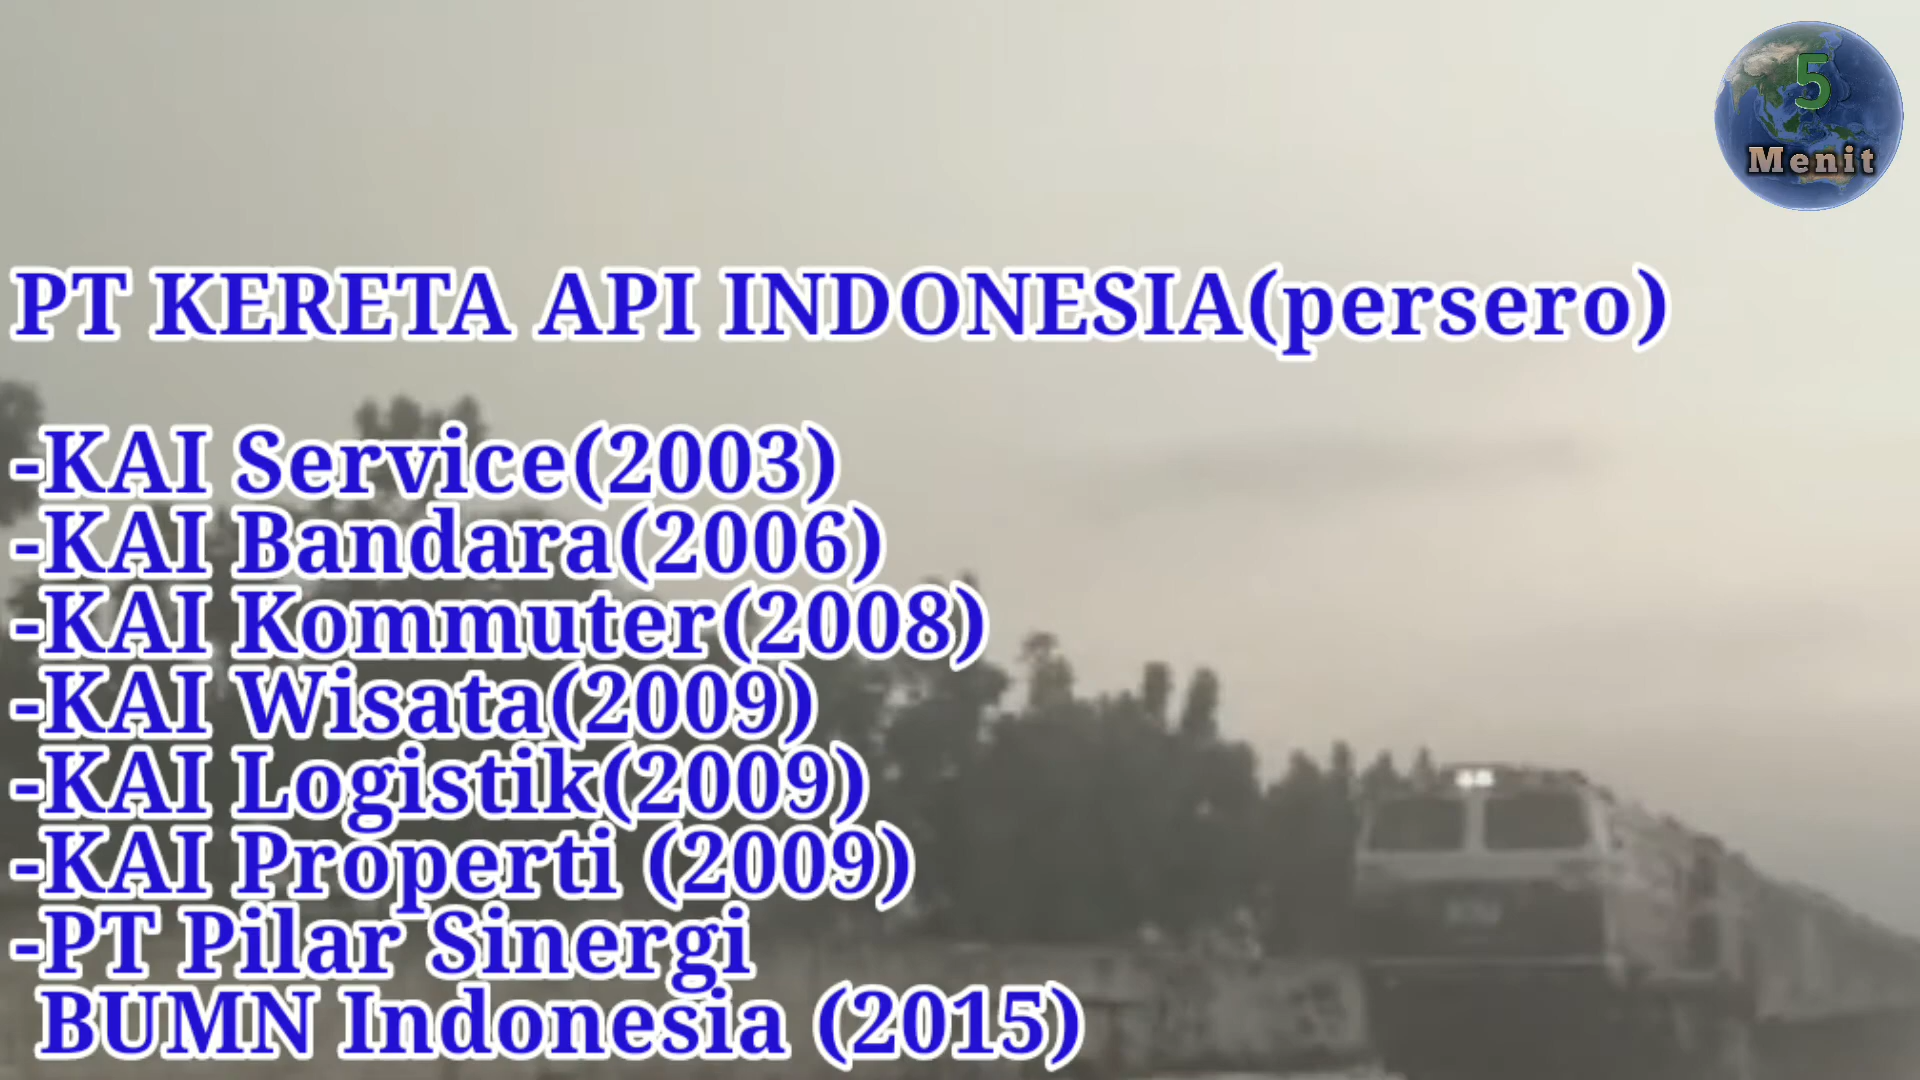 5
Menit
PT KERETA API INDONESIA(persero)
-KAI Service(2003)
-KAI Bandara(2006)
-KAI Kommuter(2008)
-KAI Wisata(2009)
-KAI Logistik(2009)
-KAI Properti (2009)
-PT Pilar Sinergi
BUMN Indonesia (2015)